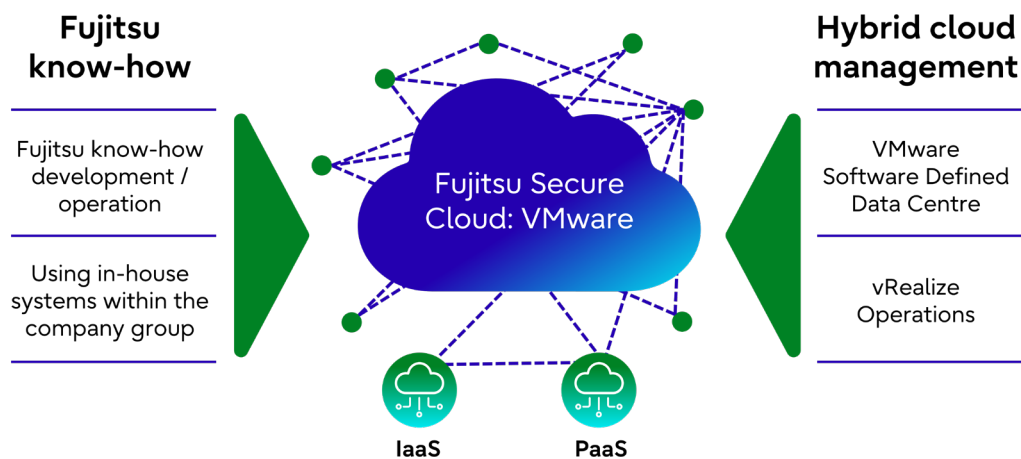 Fujitsu
know-how
Fujitsu know-how
development /
operation
Using in-house
systems within the
company group
Fujitsu Secure
Cloud: VMware
IaaS
PaaS
Hybrid cloud
management
VMware
Software Defined
Data Centre
vRealize
Operations